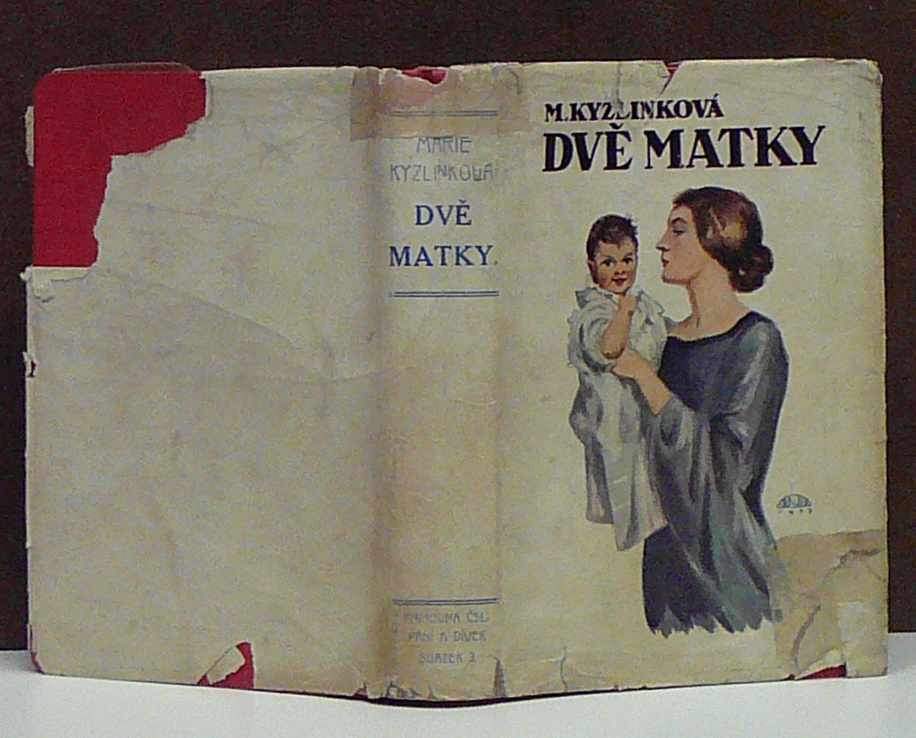 MARIE
KYZLINKOVÁ
DVĚ
MATKY.
KNIHOVNA ČSL.
PANÍ A DÍVEK
SVAZEK 3.
M. KYZLINKOVÁ
DVĚ MATKY